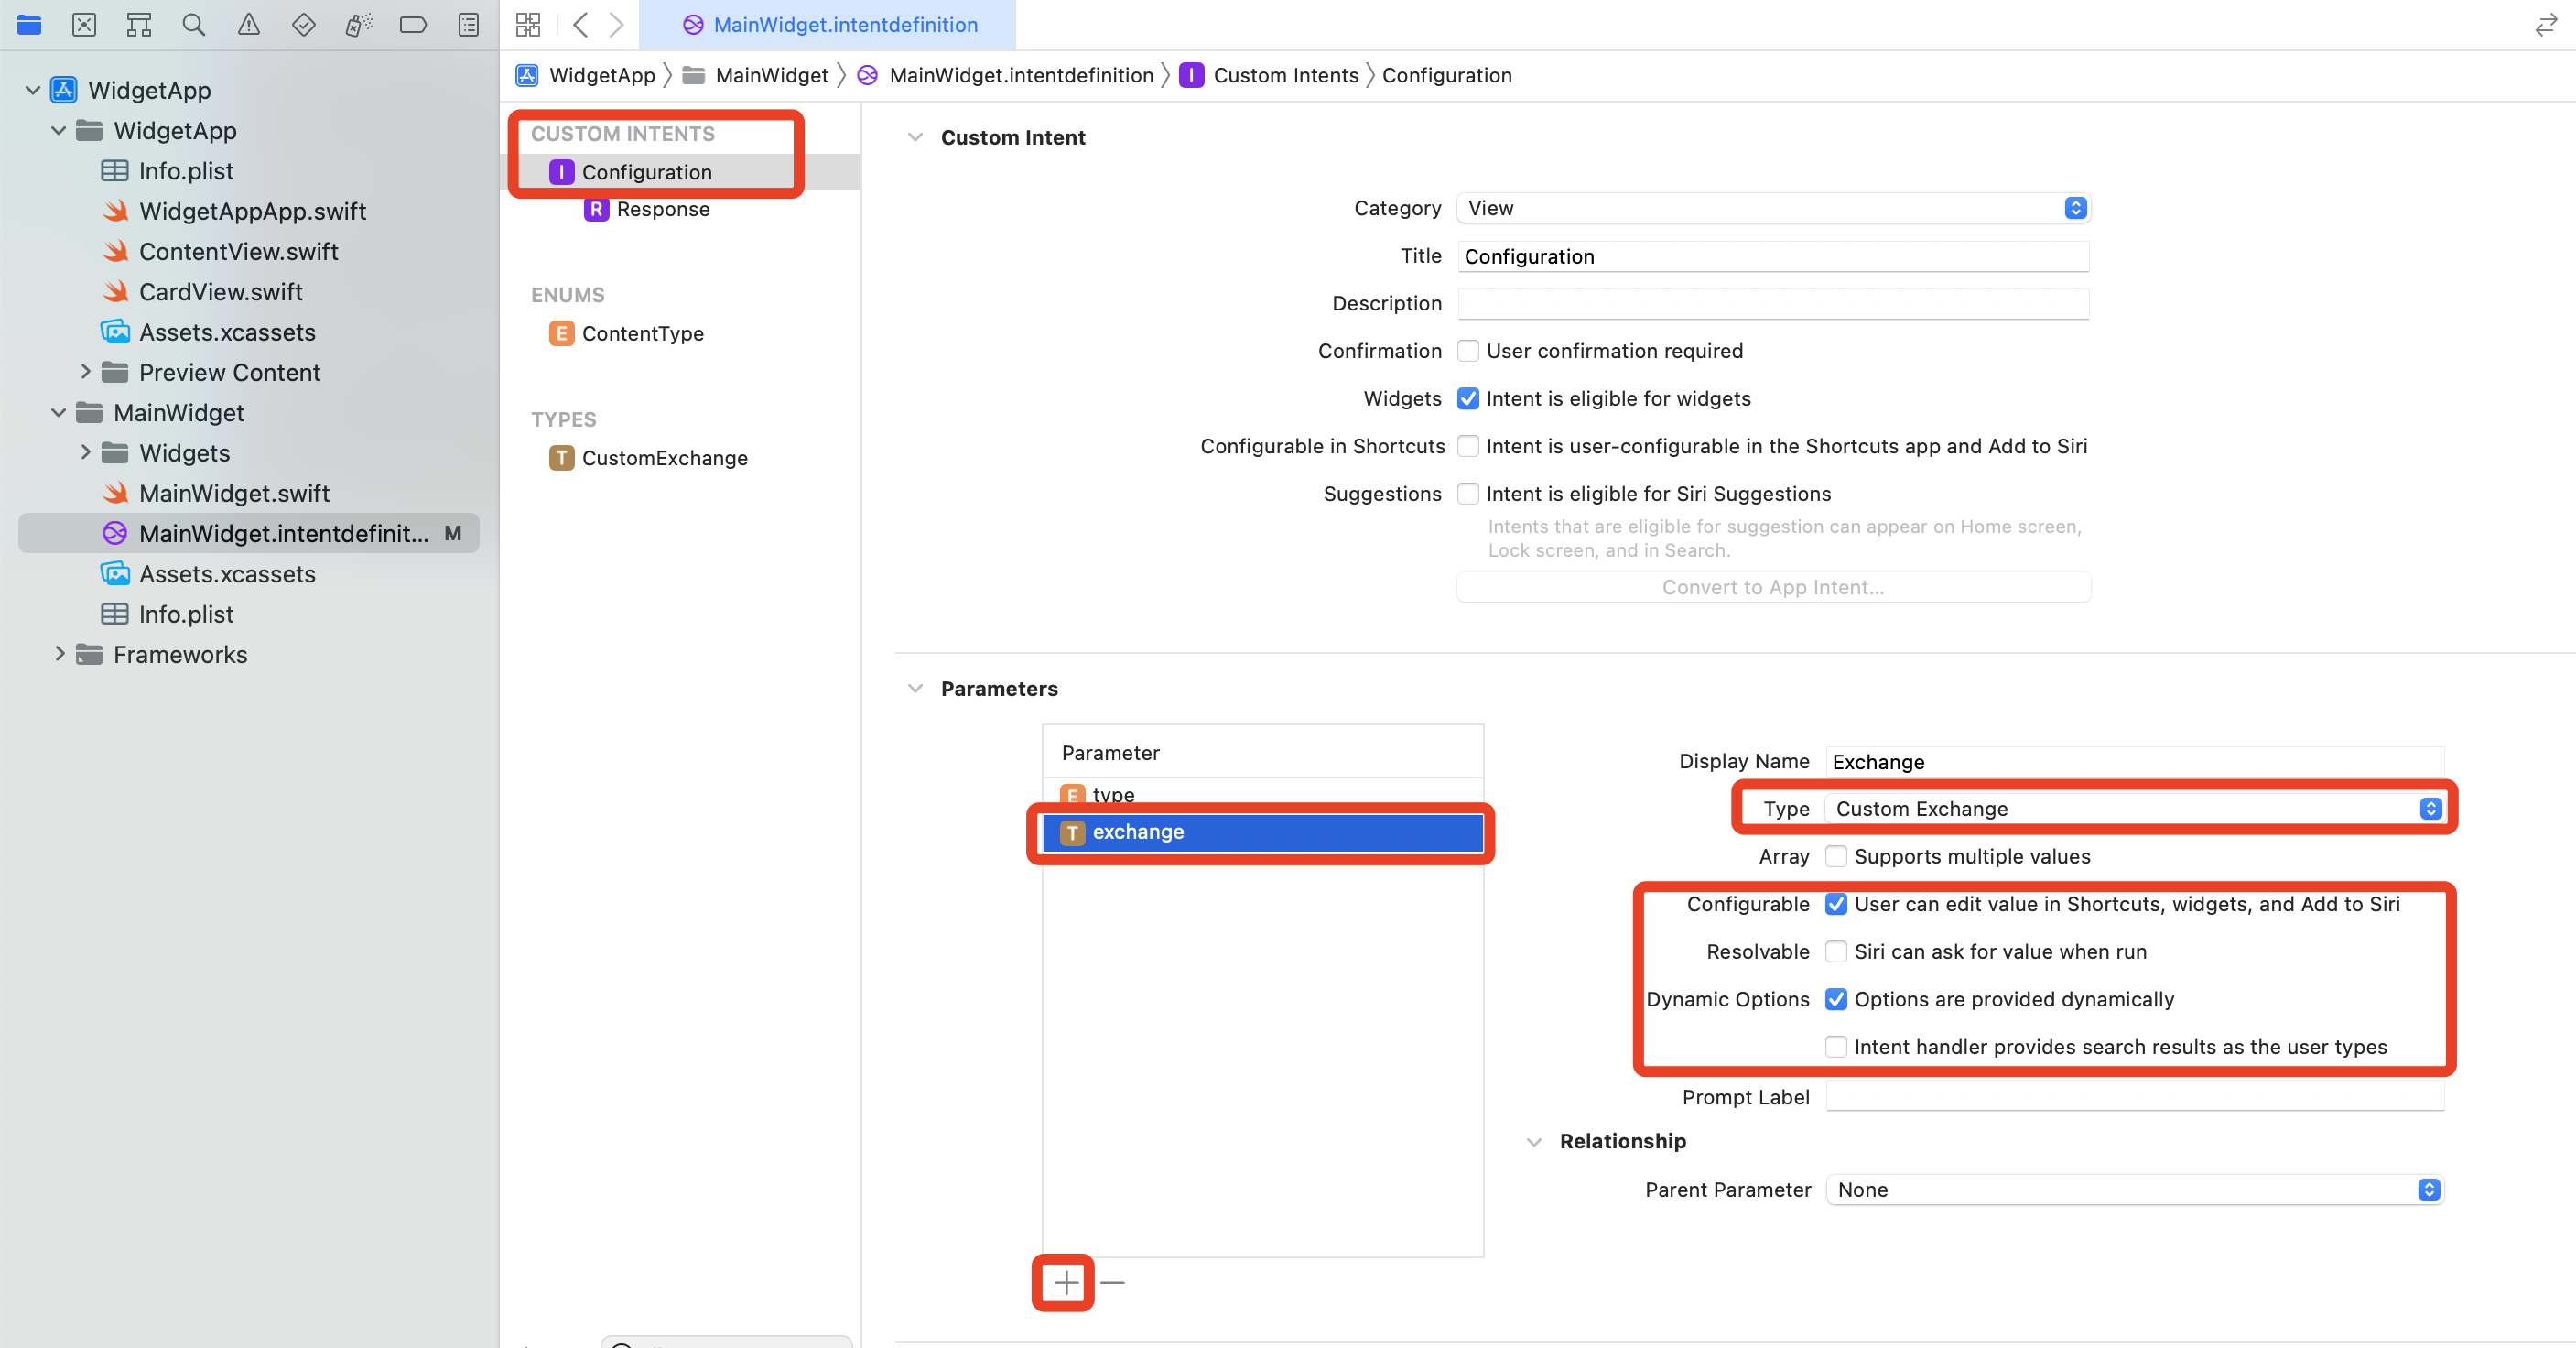 MainWidget.intentdefinition
WidgetApp
MainWidget
MainWidget.intentdefinition
Custom Intents
Configuration
WidgetApp
WidgetApp
Info.plist
WidgetAppApp.swift
ContentView.swift
CardView.swift
Assets.xcassets
Preview Content
MainWidget
Widgets
MainWidget.swift
MainWidget.intentdefinit... M
Assets.xcassets
Info.plist
Frameworks
CUSTOM INTENTS
I Configuration
R Response
ENUMS
E ContentType
TYPES
T CustomExchange
Custom Intent
Category View
Title Configuration
Description
Confirmation User confirmation required
Widgets Intent is eligible for widgets
Configurable in Shortcuts Intent is user-configurable in the Shortcuts app and Add to Siri
Suggestions Intent is eligible for Siri Suggestions
Intents that are eligible for suggestion can appear on Home screen,
Lock screen, and in Search.
Convert to App Intent...
Parameters
Parameter
E type
T exchange
Display Name Exchange
Type Custom Exchange
Array Supports multiple values
Configurable User can edit value in Shortcuts, widgets, and Add to Siri
Resolvable Siri can ask for value when run
Dynamic Options Options are provided dynamically
Intent handler provides search results as the user types
Prompt Label
Relationship
Parent Parameter None